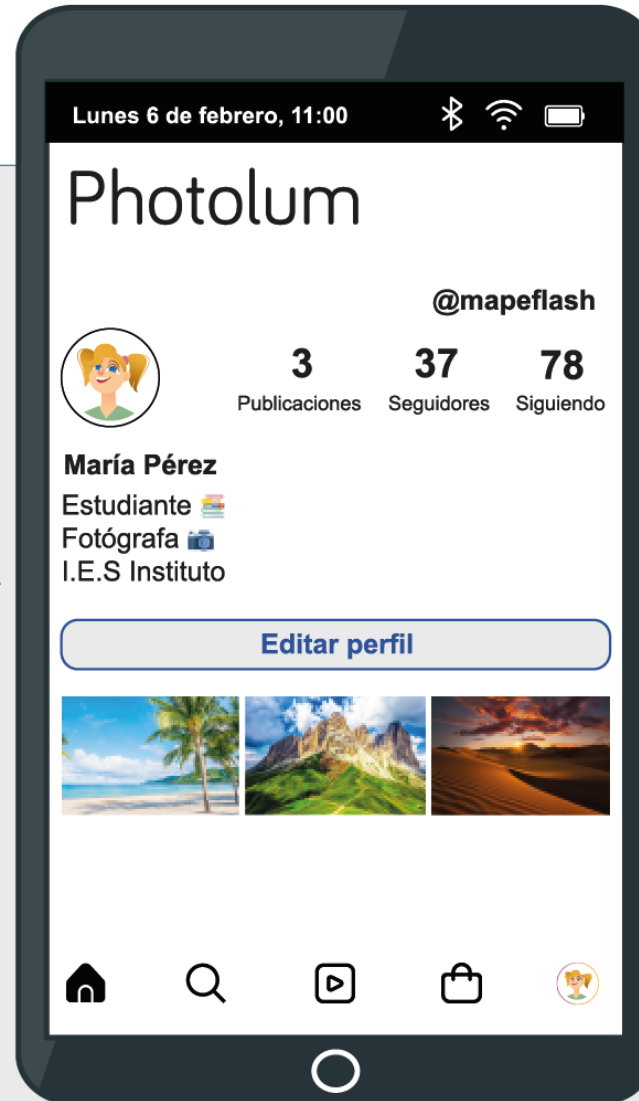 Lunes 6 de febrero, 11:00
Photolum
@mapeflash
3 37 78
Publicaciones Seguidores Siguiendo
María Pérez
Estudiante 📚
Fotógrafa 📷
I.E.S Instituto
Editar perfil